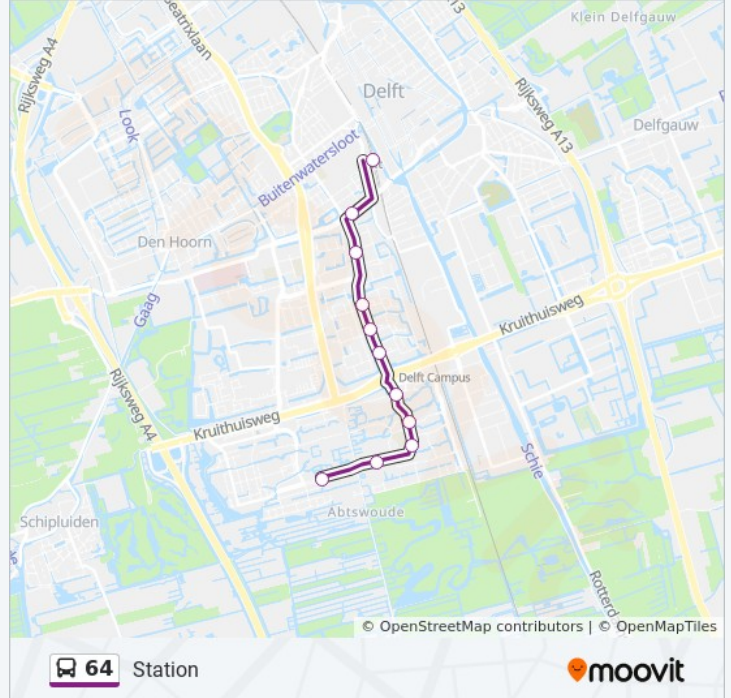 Klein Delfgauw
A13
Beatrixlaan
Rijksweg A4
Delft
Rijksweg A13
Look
Delfgauw
Buitenwatersloot
Den Hoorn
Gaag
Kruithuisweg
Rijksweg A4
Delft Campus
Kruithuisweg
Schie
Abtswoude
Schipluiden
Rotterd
© OpenStreetMap contributors | © OpenMapTiles
64 Station
moovit